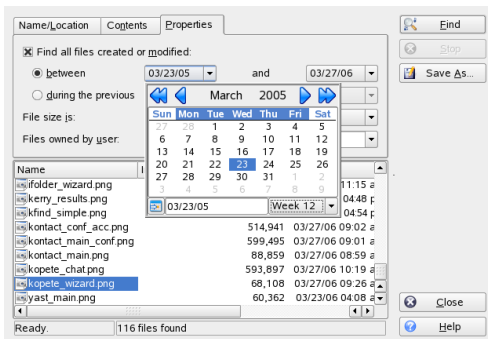 Name/Location Contents Properties
Find all files created or modified:
between 03/23/05 and 03/27/06
during the previous
File size is:
Files owned by user:
March 2005
Sun Mon Tue Wed Thu Fri Sat
27 28 1 2 3 4 5
6 7 8 9 10 11 12
13 14 15 16 17 18 19
20 21 22 23 24 25 26
27 28 29 30 31 1 2
3 4 5 6 7 8 9
03/23/05 Week 12
Name
ifolder_wizard.png 11:15 a
kerry_results.png 04:48 p
kfind_simple.png 04:54 p
kontact_conf_acc.png 514,941 03/27/06 09:02 a
kontact_main_conf.png 599,495 03/27/06 09:01 a
kontact_main.png 88,859 03/27/06 08:59 a
kopete_chat.png 593,897 03/27/06 10:19 a
kopete_wizard.png 68,108 03/27/06 09:26 a
yast_main.png 60,362 03/23/06 04:08 a
Ready. 116 files found
Find
Stop
Save As...
Close
Help